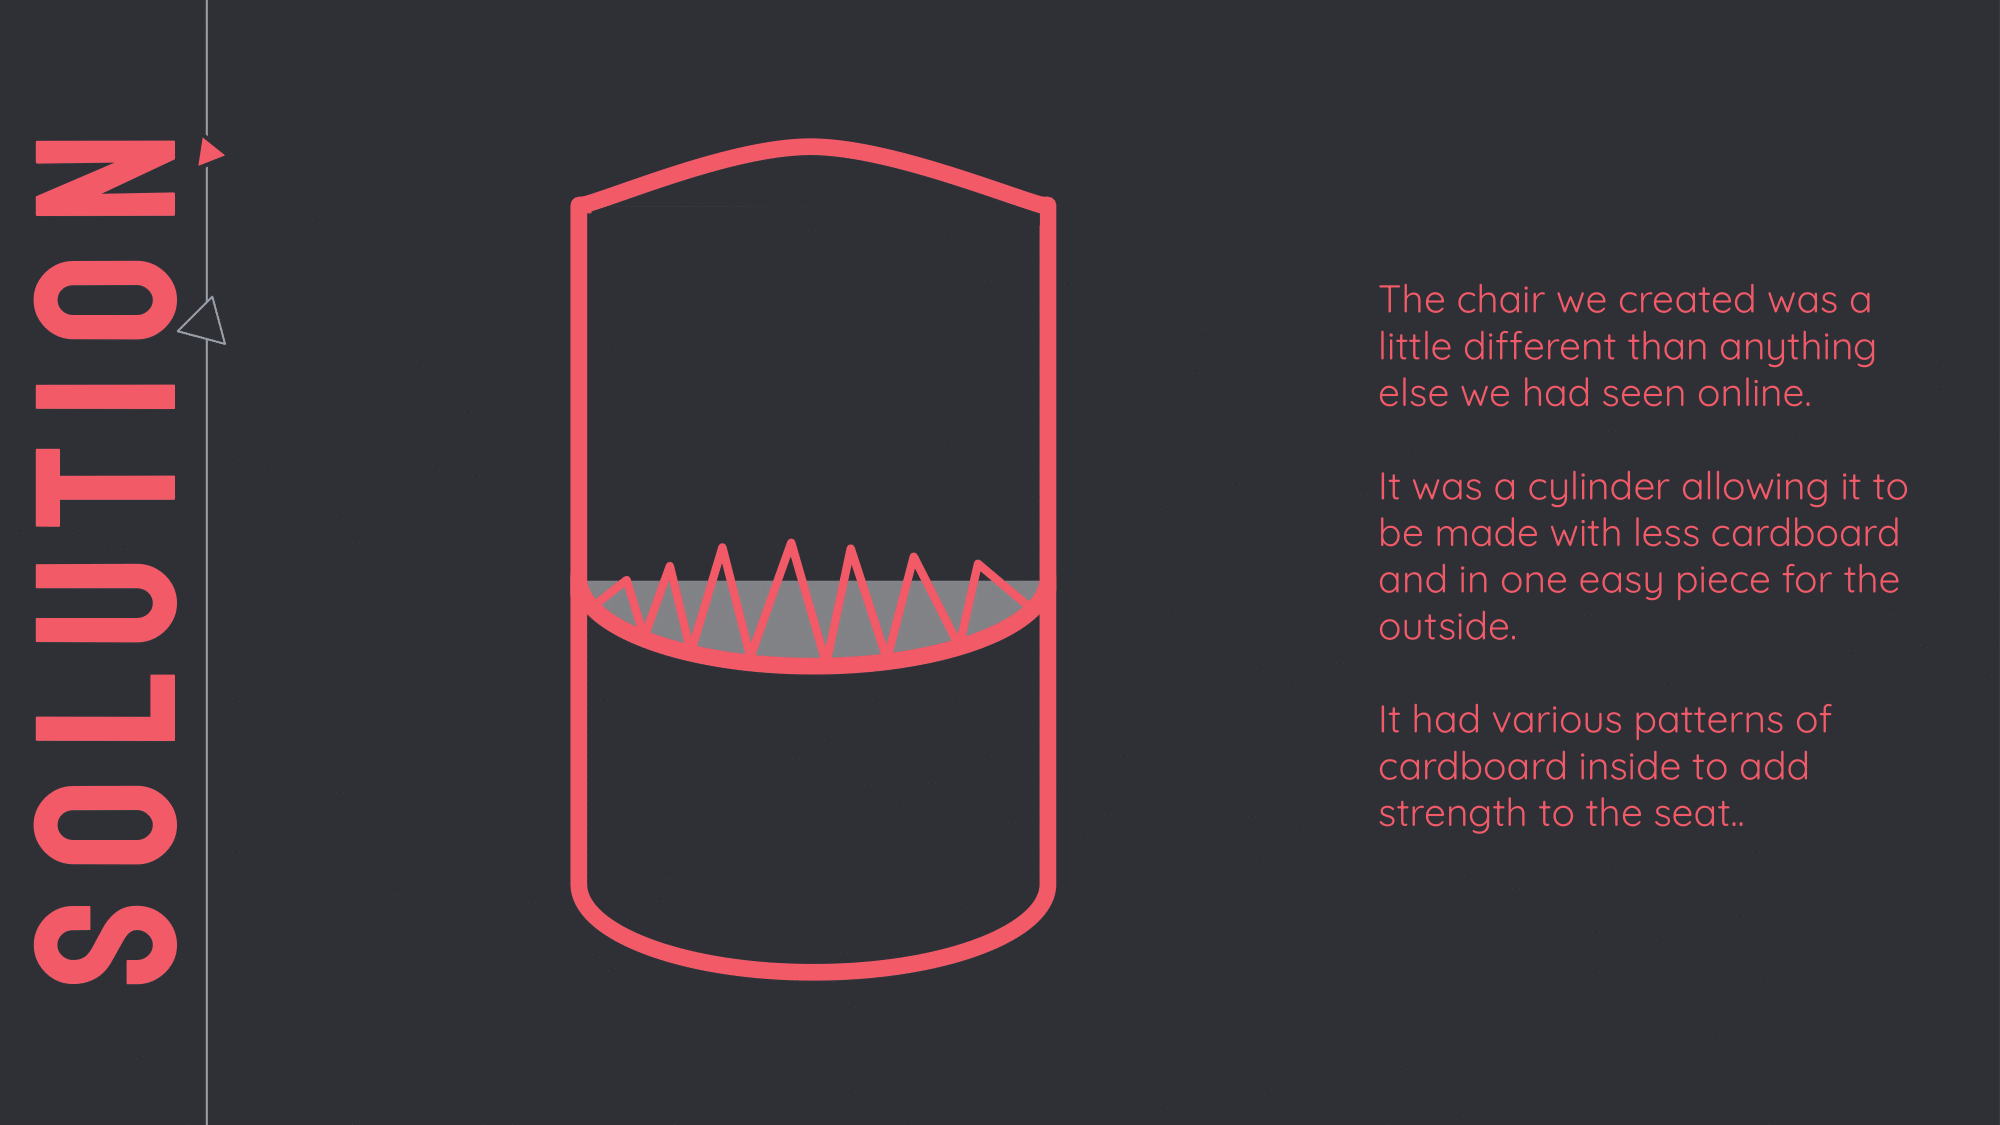 SOLUTION
The chair we created was a
little different than anything
else we had seen online.
It was a cylinder allowing it to
be made with less cardboard
and in one easy piece for the
outside.
It had various patterns of
cardboard inside to add
strength to the seat..